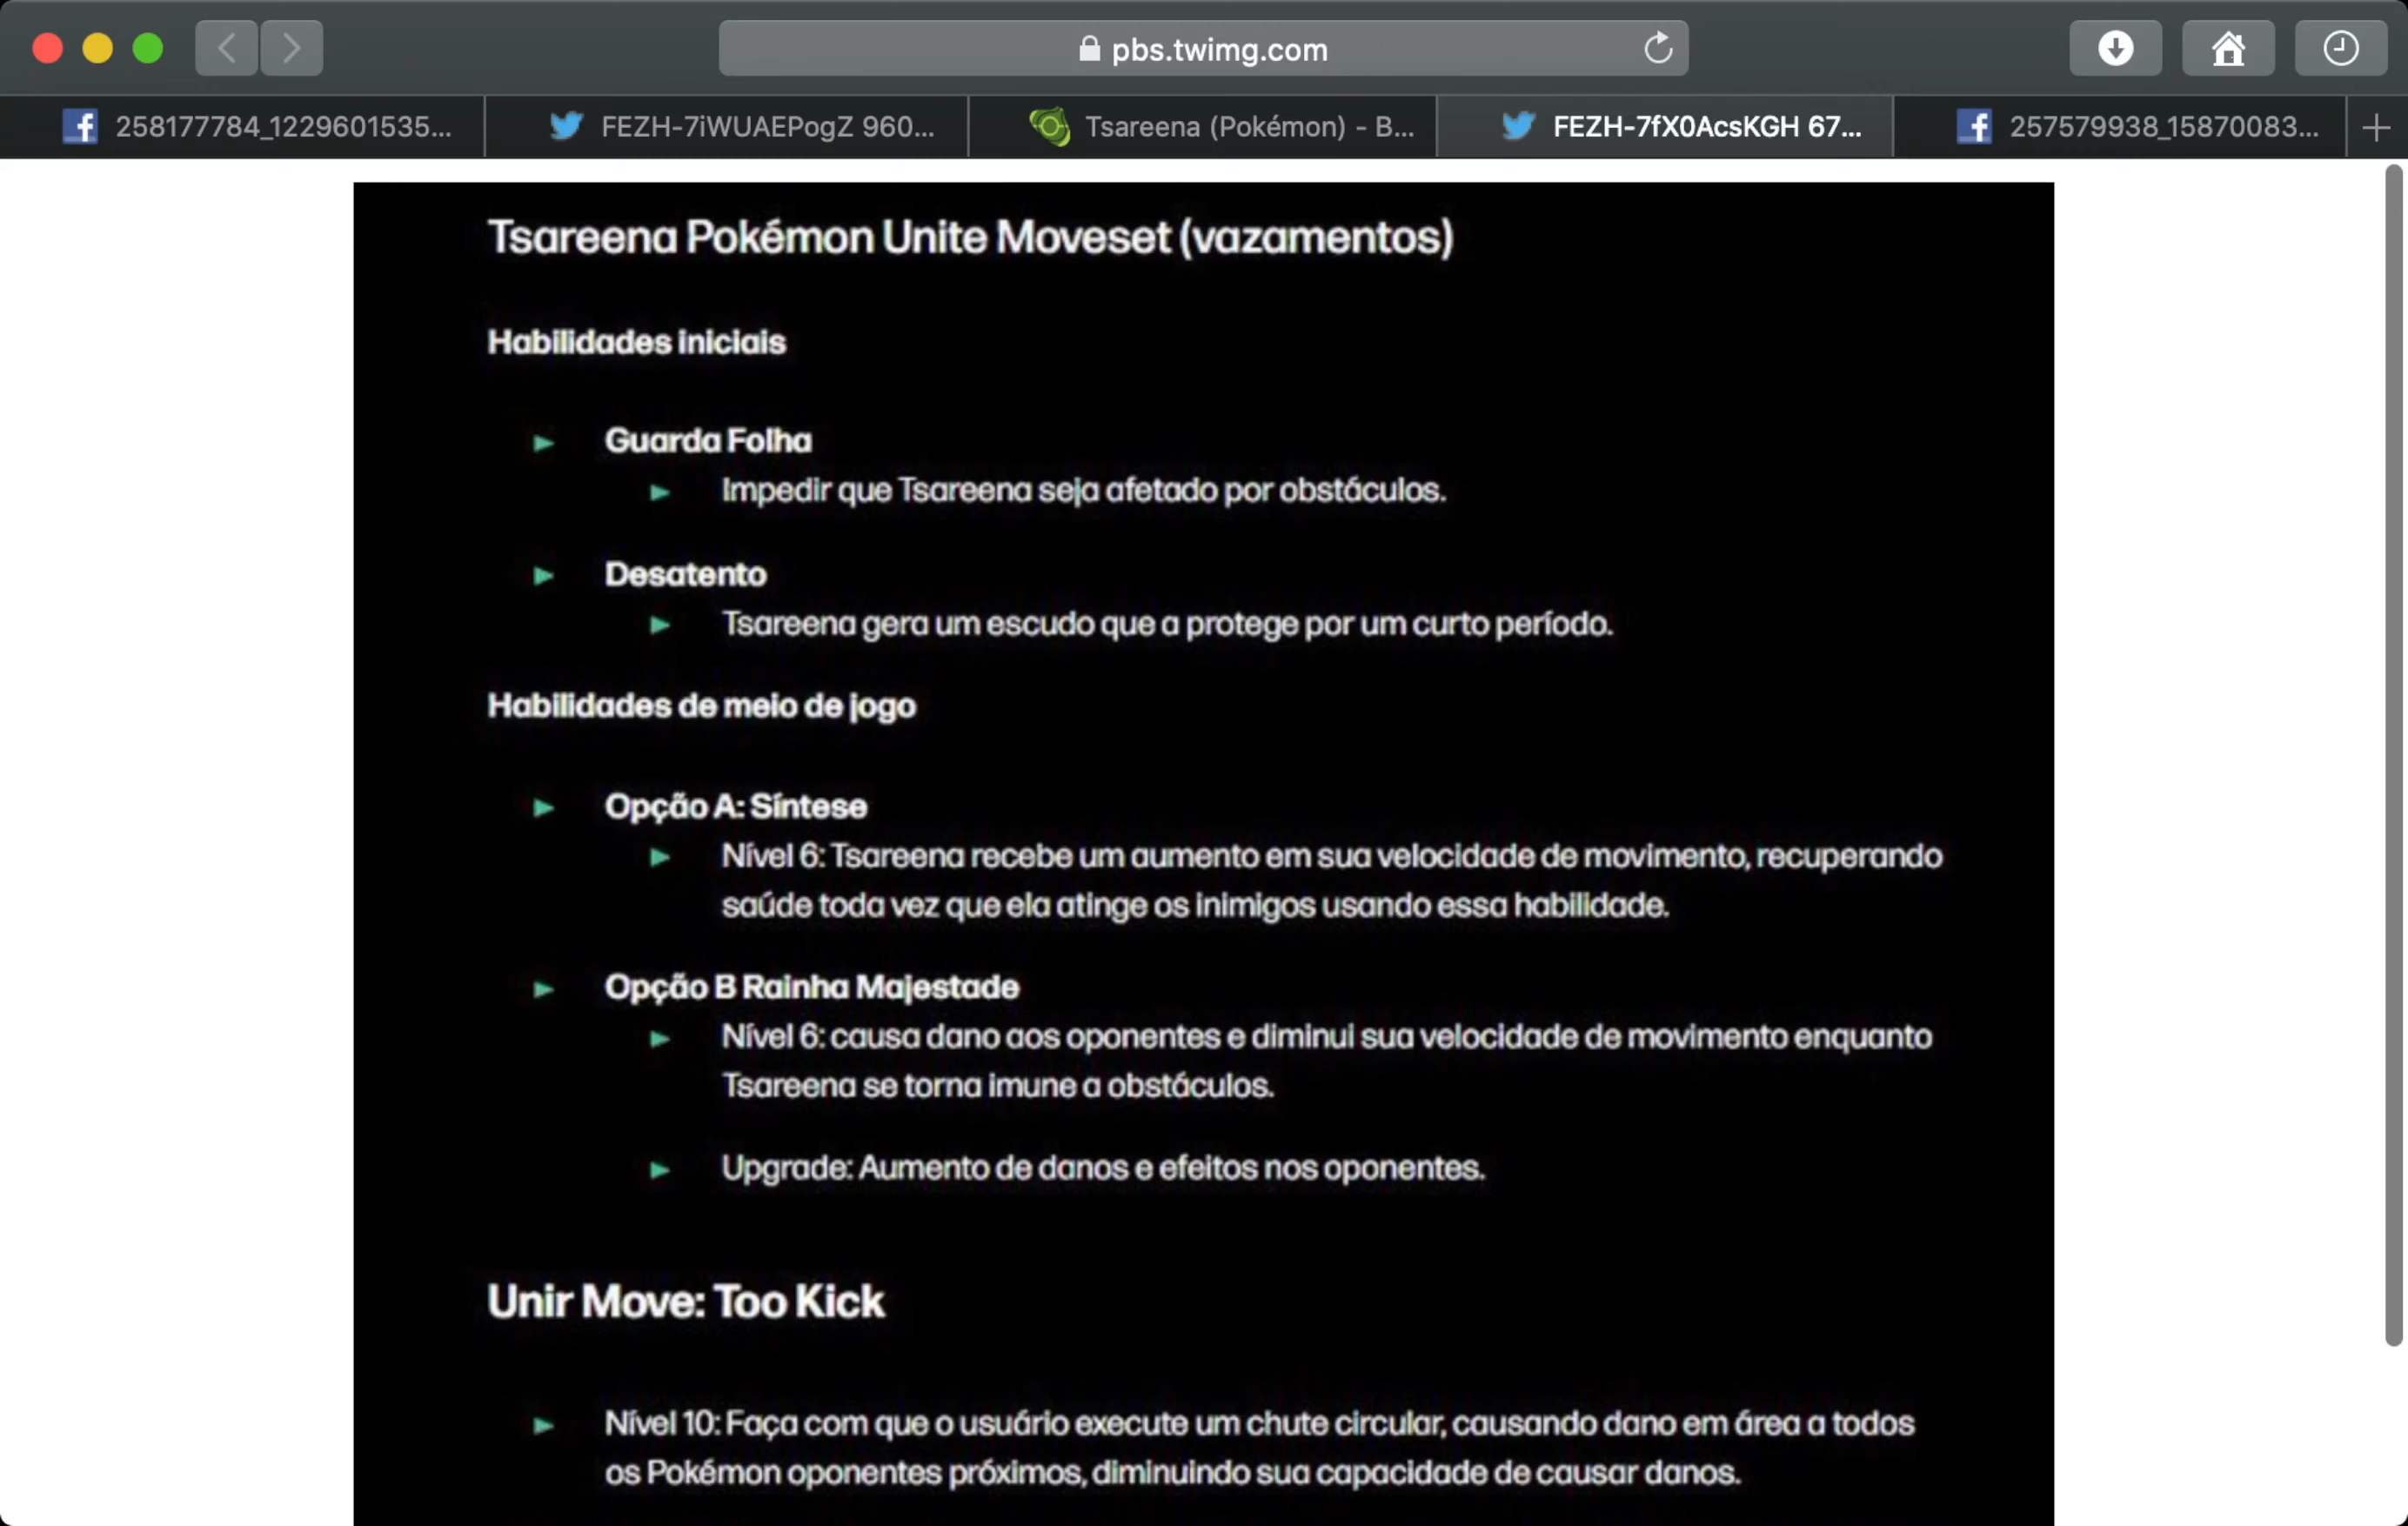 pbs.twimg.com
258177784_1229601535...
FEZH-7iWUAEPogZ 960...
Tsareena (Pokémon) - B...
FEZH-7fX0AcsKGH 67...
257579938_15870083...
Tsareena Pokémon Unite Moveset (vazamentos)
Habilidades iniciais
Guarda Folha
Impedir que Tsareena seja afetado por obstáculos.
Desatento
Tsareena gera um escudo que a protege por um curto período.
Habilidades de meio de jogo
Opção A: Síntese
Nível 6: Tsareena recebe um aumento em sua velocidade de movimento, recuperando
saúde toda vez que ela atinge os inimigos usando essa habilidade.
Opção B Rainha Majestade
Nível 6: causa dano aos oponentes e diminui sua velocidade de movimento enquanto
Tsareena se torna imune a obstáculos.
Upgrade: Aumento de danos e efeitos nos oponentes.
Unir Move: Too Kick
Nível 10: Faça com que o usuário execute um chute circular, causando dano em área a todos
os Pokémon oponentes próximos, diminuindo sua capacidade de causar danos.